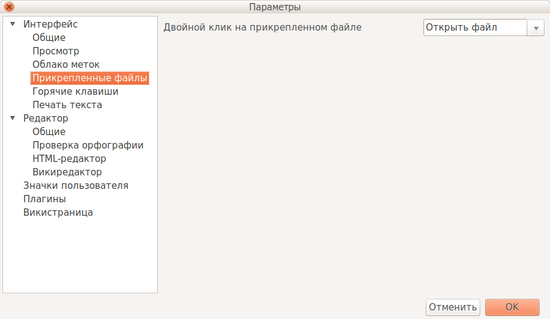 Параметры
Интерфейс
Общие
Просмотр
Облако меток
Прикрепленные файлы
Горячие клавиши
Печать текста
Редактор
Общие
Проверка орфографии
HTML-редактор
Викиредактор
Значки пользователя
Плагины
Викистраница
Двойной клик на прикрепленном файле
Открыть файл
Отменить
OK